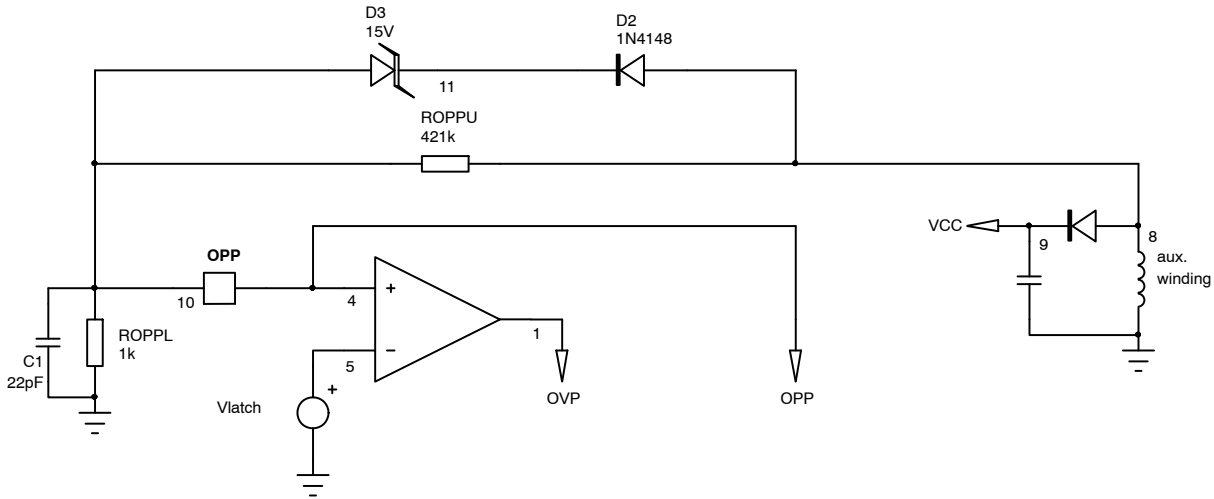 D3
15V
D2
1N4148
11
ROPPU
421k
VCC
9
8
aux.
winding
OPP
10
4
+
ROPPL
1k
C1
22pF
5
−
1
+
Vlatch
OVP
OPP